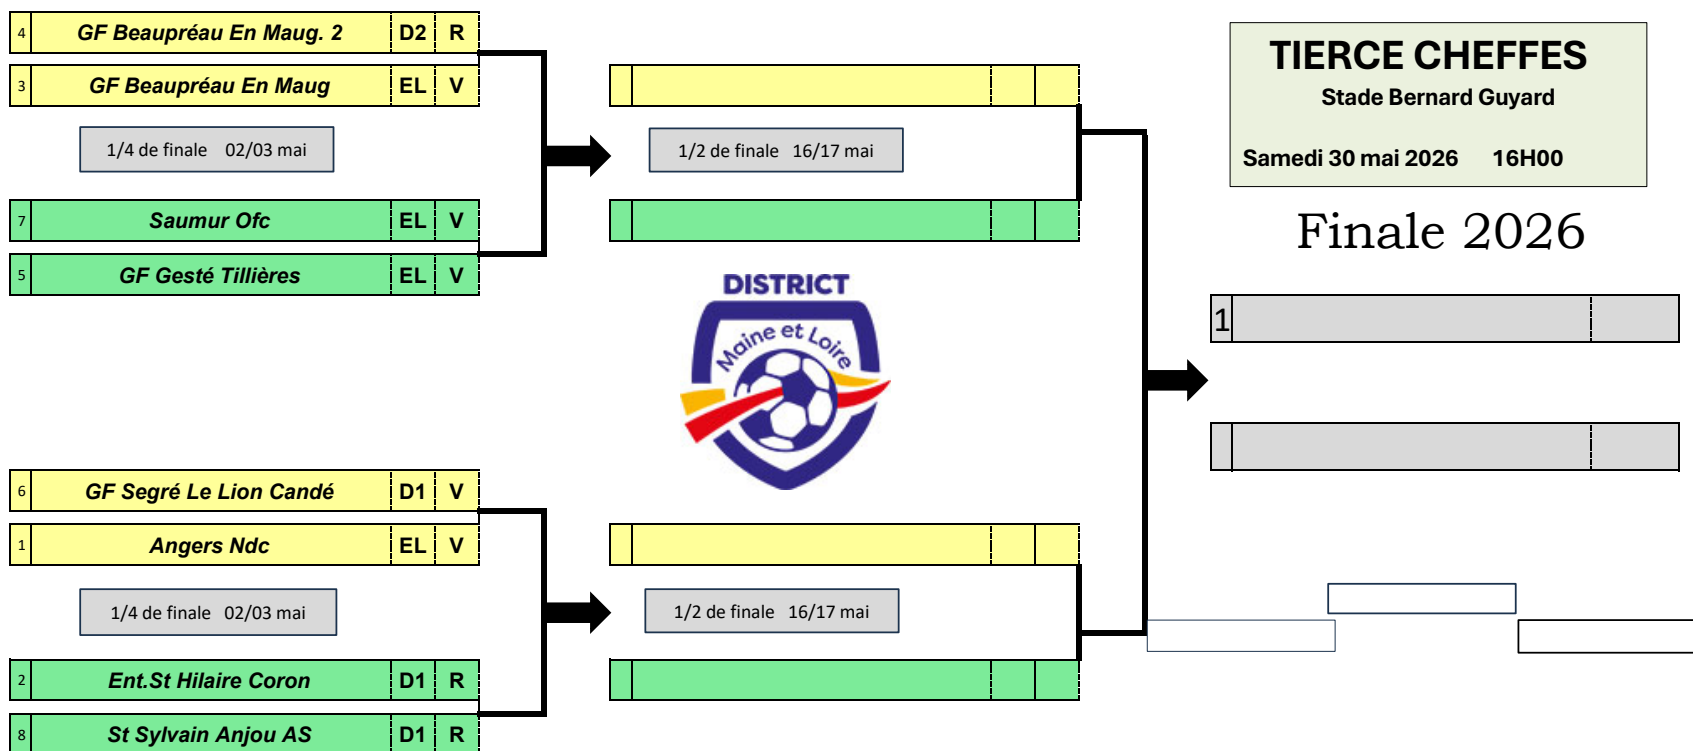 4 GF Beaupréau En Maug. 2 D2 R
3 GF Beaupréau En Maug EL V
1/4 de finale 02/03 mai
7 Saumur Ofc EL V
5 GF Gesté Tillières EL V
6 GF Segré Le Lion Candé D1 V
1 Angers Ndc EL V
1/4 de finale 02/03 mai
2 Ent.St Hilaire Coron D1 R
8 St Sylvain Anjou AS D1 R
1/2 de finale 16/17 mai
DISTRICT
Maine et Loire
1/2 de finale 16/17 mai
TIERCE CHEFFES
Stade Bernard Guyard
Samedi 30 mai 2026 16H00
Finale 2026
1